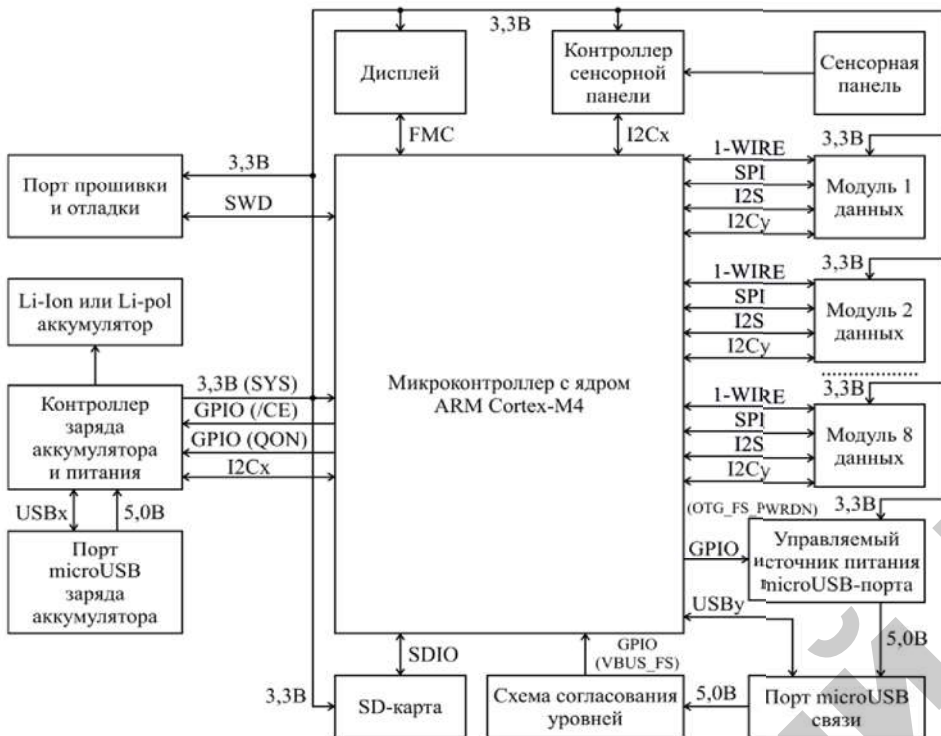 3,3В
Дисплей
Контроллер
сенсорной
панели
Сенсорная
панель
FMC
I2Cx
3,3В
Порт прошивки
и отладки
SWD
1-WIRE
SPI
I2S
I2Cy
3,3В
Модуль 1
данных
Li-Ion или Li-pol
аккумулятор
1-WIRE
SPI
I2S
I2Cy
3,3В
Модуль 2
данных
Микроконтроллер с ядром
ARM Cortex-M4
Контроллер
заряда
аккумулятора
и питания
3,3В (SYS)
GPIO (/CE)
GPIO (QON)
I2Cx
1-WIRE
SPI
I2S
I2Cy
3,3В
Модуль 8
данных
USBx
5,0В
Порт
microUSB
заряда
аккумулятора
(OTG_FS_PWRDN)
3,3В
GPIO
Управляемый
источник питания
microUSB-порта
USBy
5,0В
SDIO
GPIO
(VBUS_FS)
3,3В
SD-карта
Схема согласования
уровней
5,0В
Порт microUSB
связи